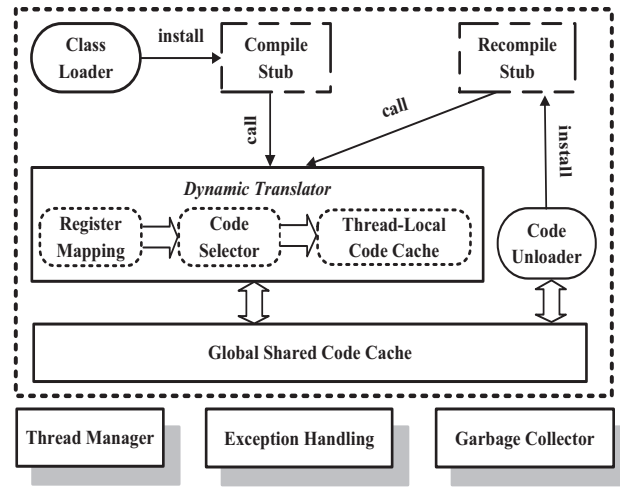 Class
Loader
install
Compile
Stub
Recompile
Stub
call
call
install
Dynamic Translator
Register
Mapping
Code
Selector
Thread-Local
Code Cache
Code
Unloader
Global Shared Code Cache
Thread Manager
Exception Handling
Garbage Collector